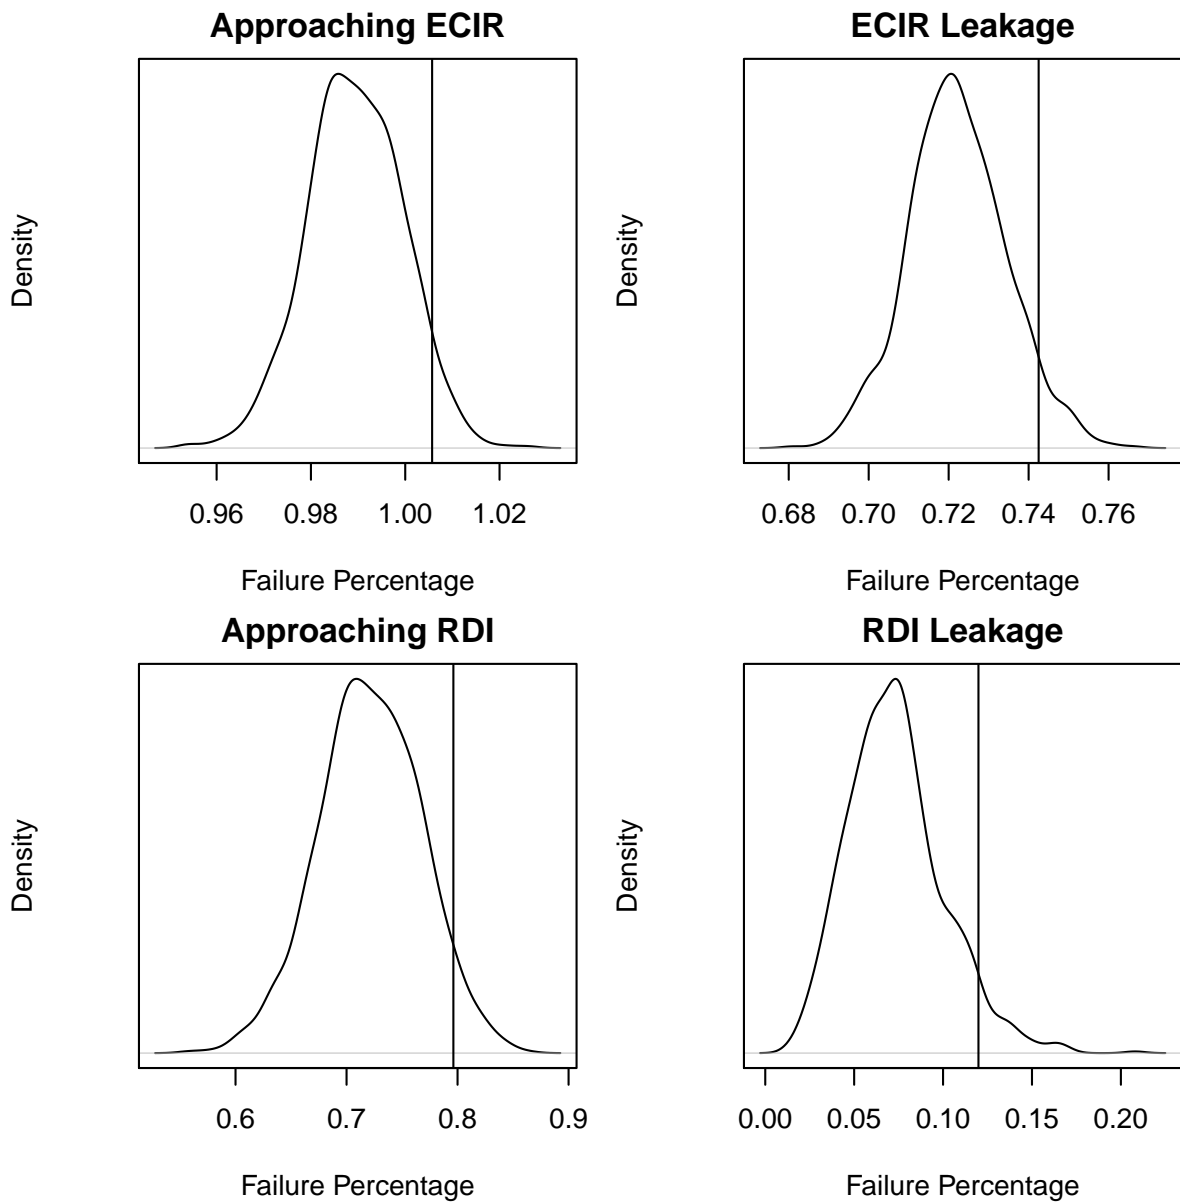 Approaching ECIR
Density
0.96 0.98 1.00 1.02
Failure Percentage
ECIR Leakage
Density
0.68 0.70 0.72 0.74 0.76
Failure Percentage
Approaching RDI
Density
0.6 0.7 0.8 0.9
Failure Percentage
RDI Leakage
Density
0.00 0.05 0.10 0.15 0.20
Failure Percentage